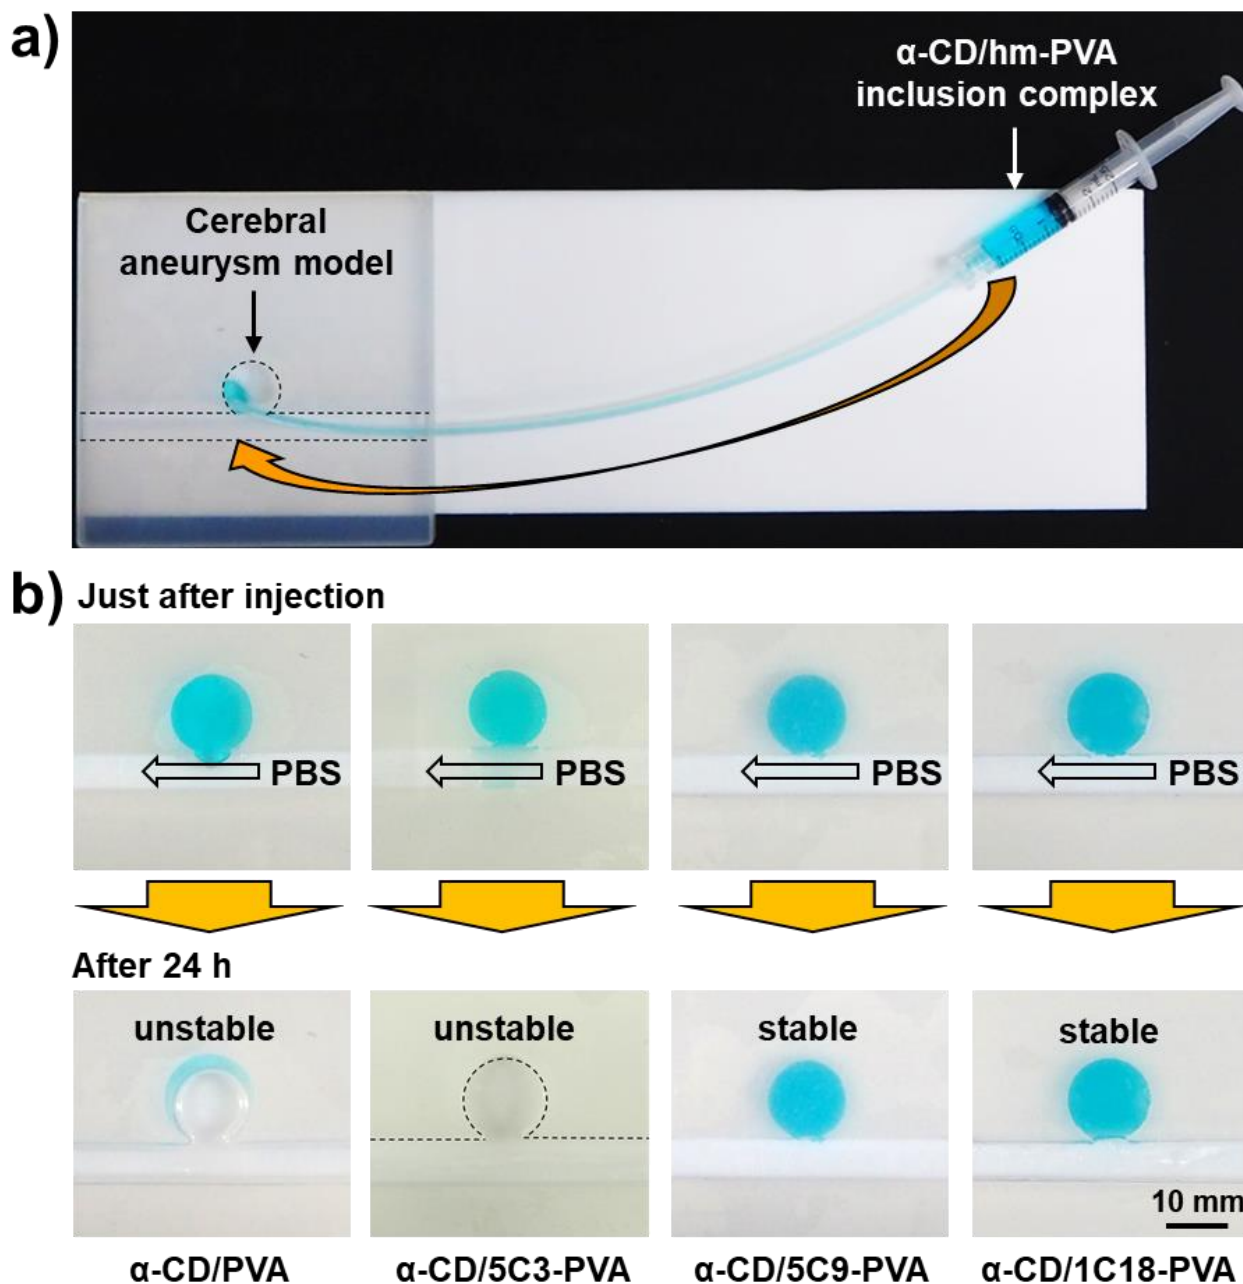 a)
α-CD/hm-PVA
inclusion complex
Cerebral
aneurysm model
b) Just after injection
PBS PBS PBS PBS
After 24 h
unstable unstable stable stable
10 mm
α-CD/PVA α-CD/5C3-PVA α-CD/5C9-PVA α-CD/1C18-PVA